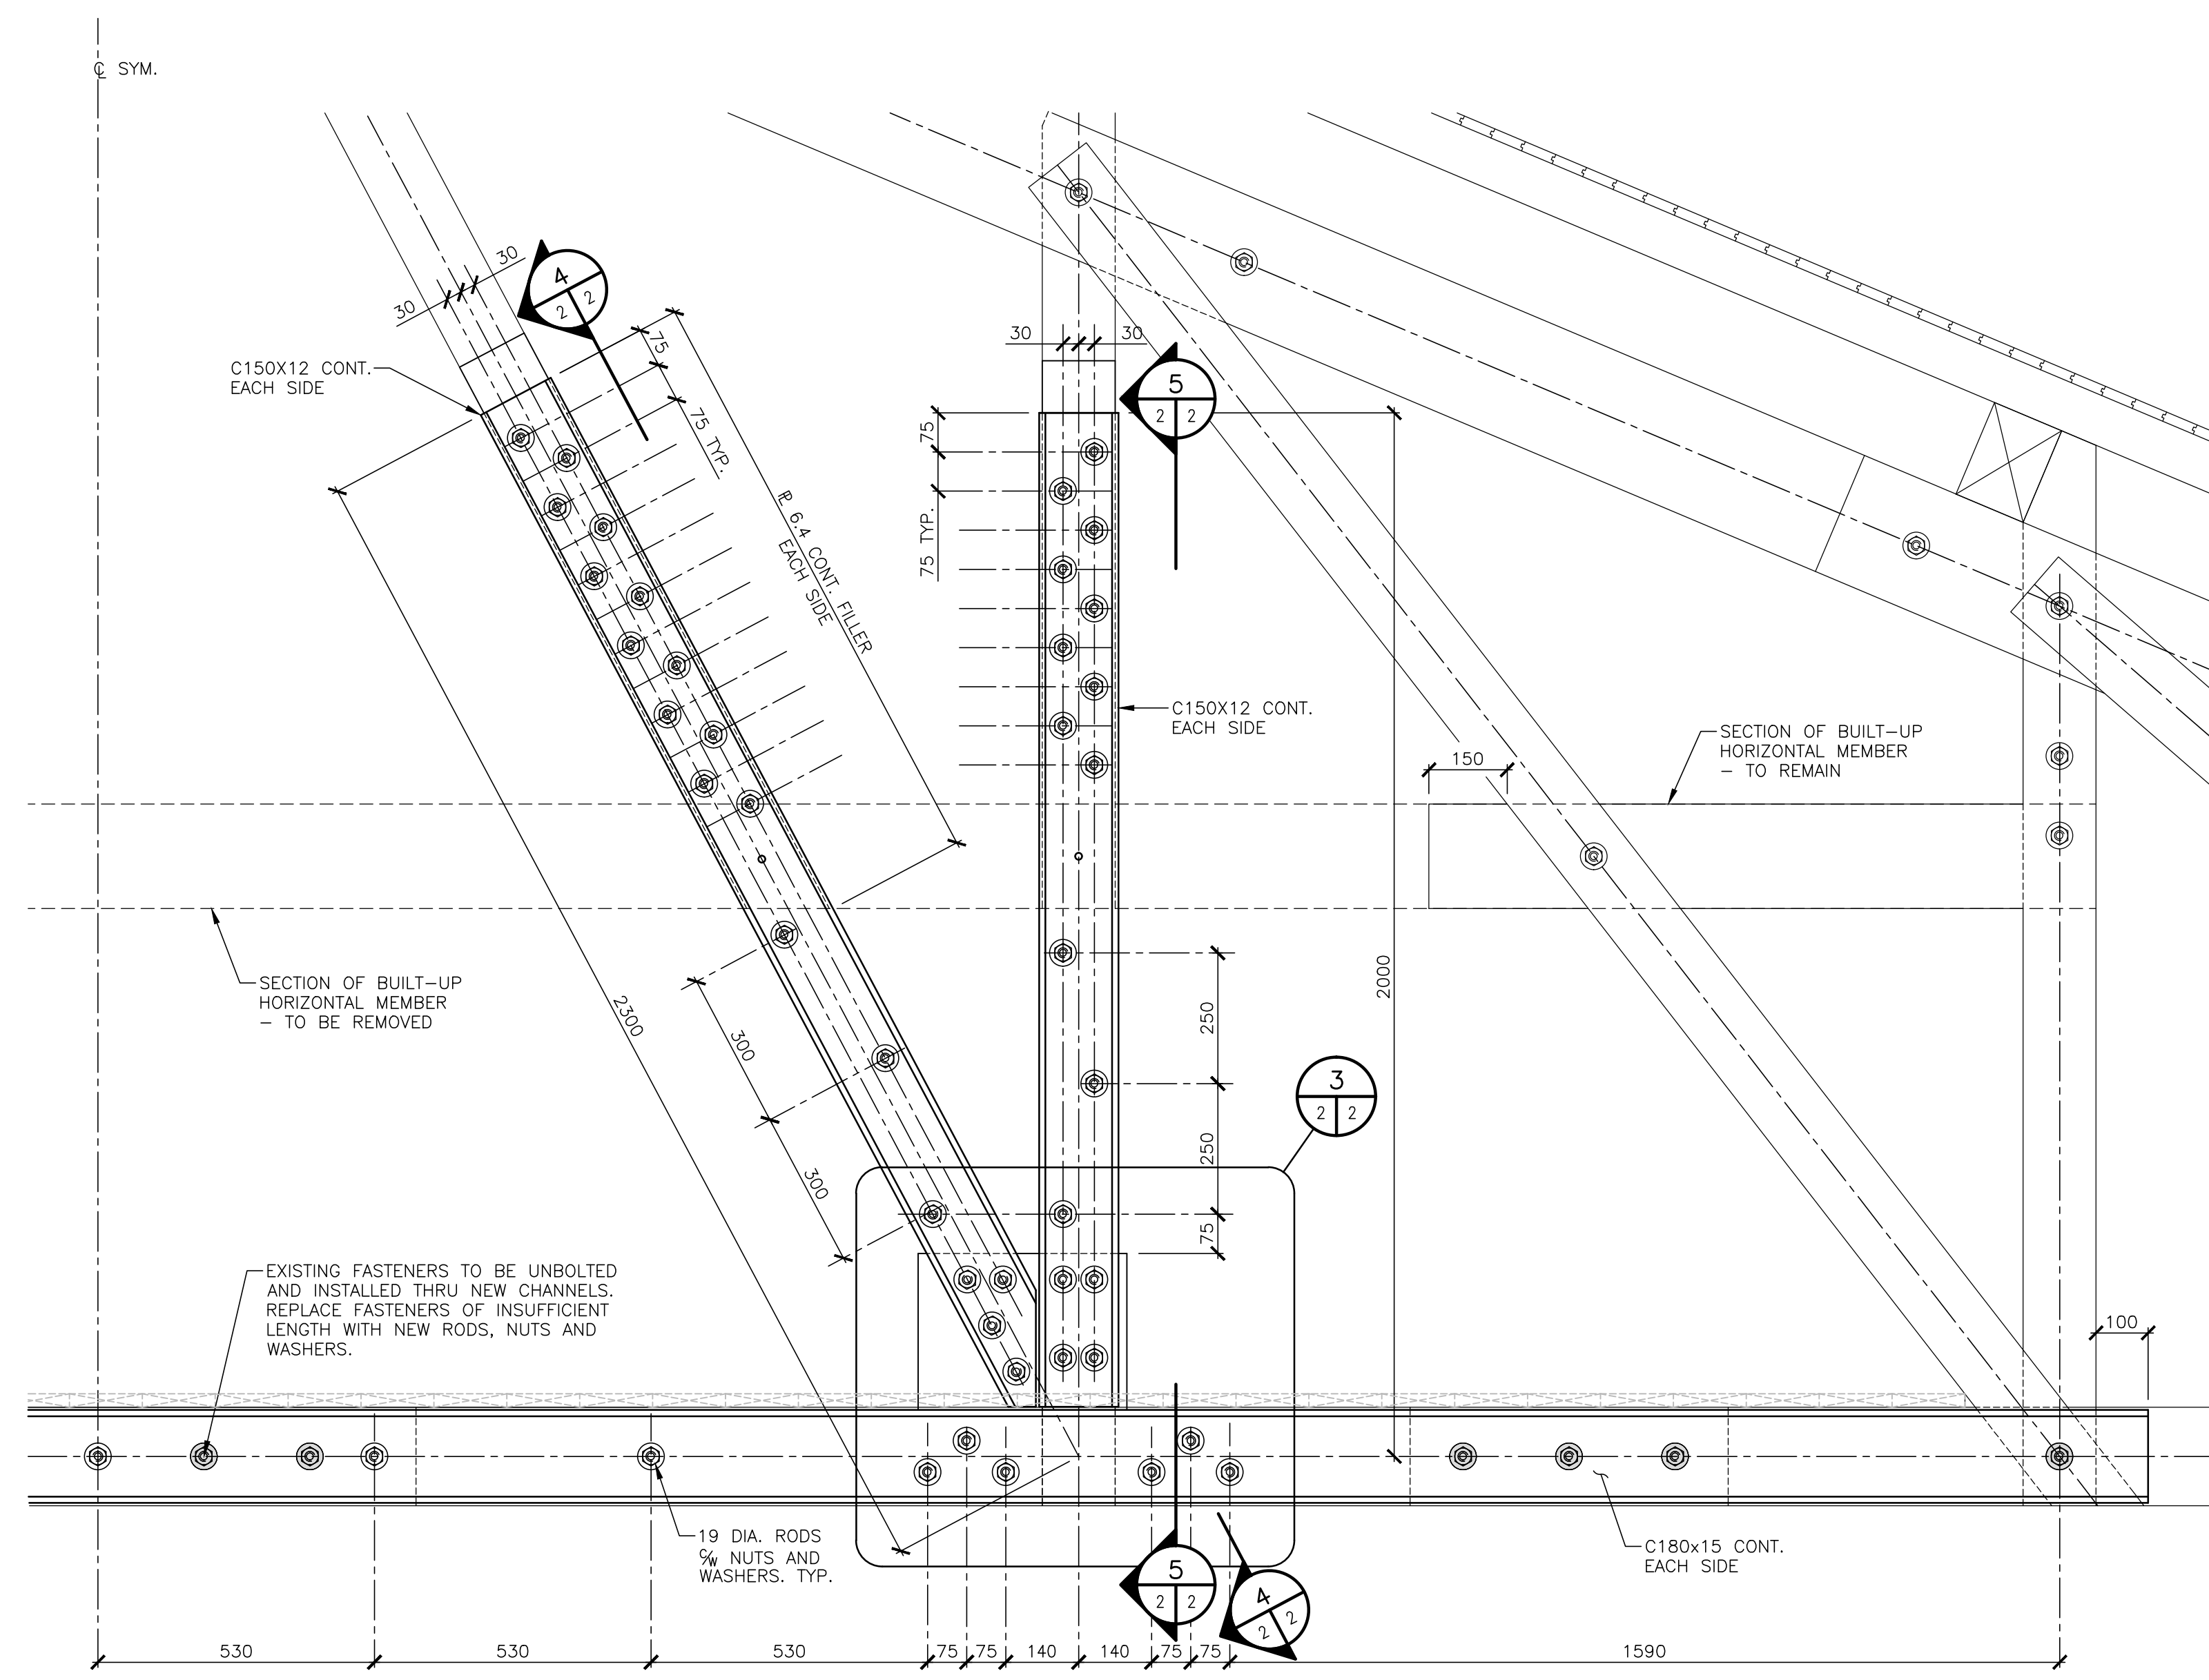 ℄ SYM.
30
30
4
2 2
75
75 TYP.
C150X12 CONT.
EACH SIDE
℄ 6.4 CONT. FILLER
EACH SIDE
30
30
5
2 2
75
75 TYP.
C150X12 CONT.
EACH SIDE
150
SECTION OF BUILT-UP
HORIZONTAL MEMBER
- TO REMAIN
SECTION OF BUILT-UP
HORIZONTAL MEMBER
- TO BE REMOVED
2300
300
300
250
250
75
2000
3
2 2
EXISTING FASTENERS TO BE UNBOLTED
AND INSTALLED THRU NEW CHANNELS.
REPLACE FASTENERS OF INSUFFICIENT
LENGTH WITH NEW RODS, NUTS AND
WASHERS.
100
19 DIA. RODS
C/W NUTS AND
WASHERS. TYP.
C180x15 CONT.
EACH SIDE
5
2 2
4
2 2
530
530
530
75
75
140
140
75
75
1590